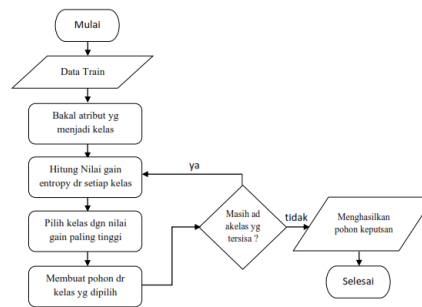 Mulai
Data Train
Bakal atribut yg
menjadi kelas
Hitung Nilai gain
entropy dr setiap kelas
Pilih kelas dgn nilai
gain paling tinggi
Membuat pohon dr
kelas yg dipilih
ya
Masih ad
akelas yg
tersisa ?
tidak
Menghasilkan
pohon keputsan
Selesai